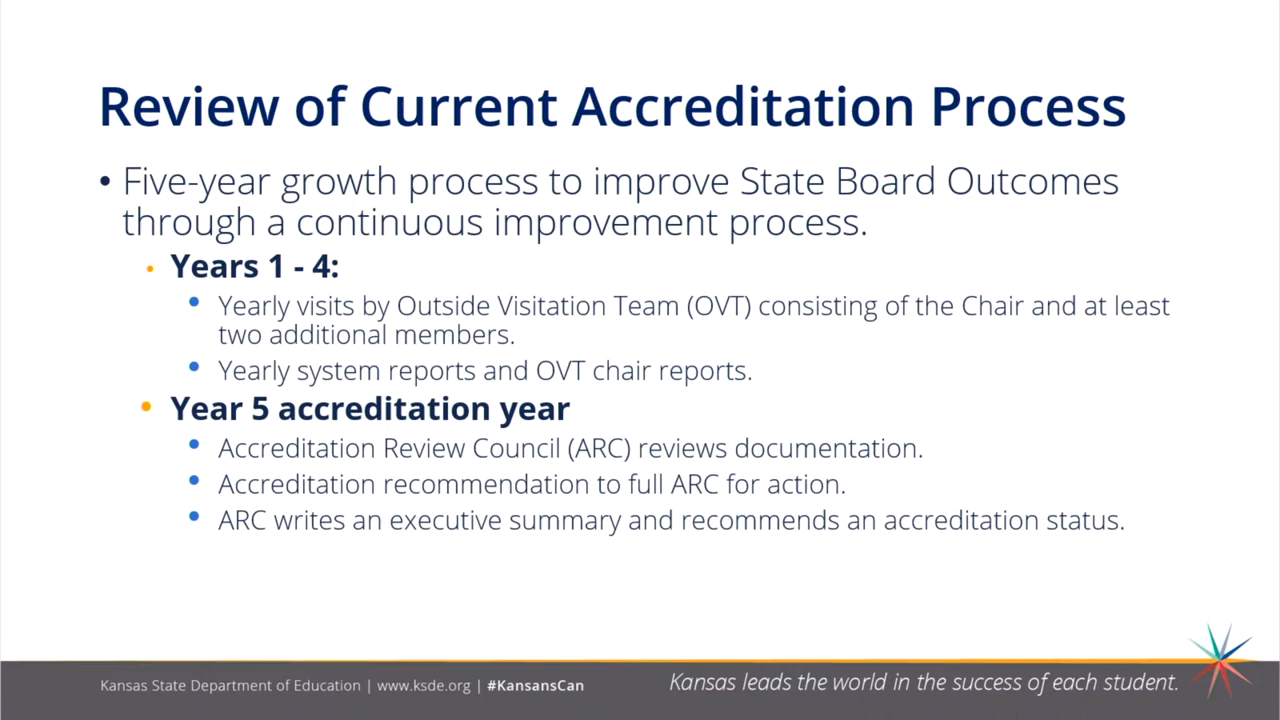 Review of Current Accreditation Process
• Five-year growth process to improve State Board Outcomes
through a continuous improvement process.
• Years 1 - 4:
• Yearly visits by Outside Visitation Team (OVT) consisting of the Chair and at least
two additional members.
• Yearly system reports and OVT chair reports.
• Year 5 accreditation year
• Accreditation Review Council (ARC) reviews documentation.
• Accreditation recommendation to full ARC for action.
• ARC writes an executive summary and recommends an accreditation status.
Kansas State Department of Education | www.ksde.org | #KansansCan
Kansas leads the world in the success of each student.